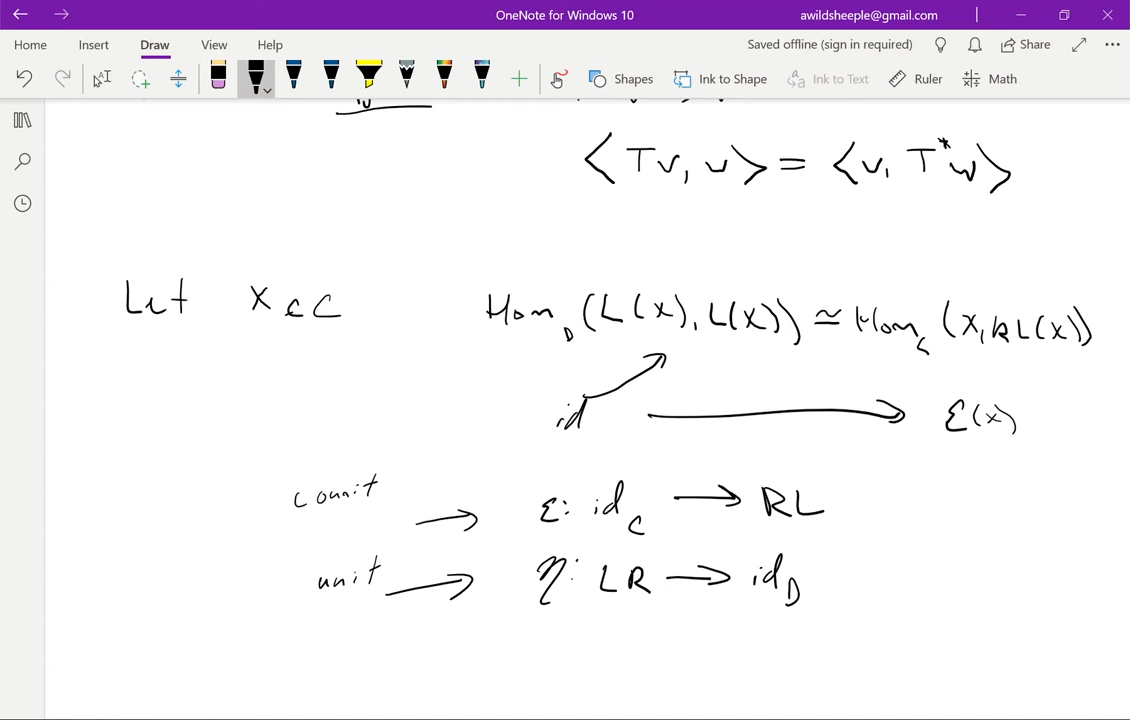 OneNote for Windows 10
awildsheeple@gmail.com
Home Insert Draw View Help
Saved offline (sign in required)
Share
Shapes
Ink to Shape
Ink to Text
Ruler
Math
<Tv, w> = <v, T*w>
Let x ∈ C
Hom_D(L(x), L(x)) ≃ Hom_C(x, RL(x))
id → ε(x)
counit → ε: id_C → RL
unit → η: LR → id_D